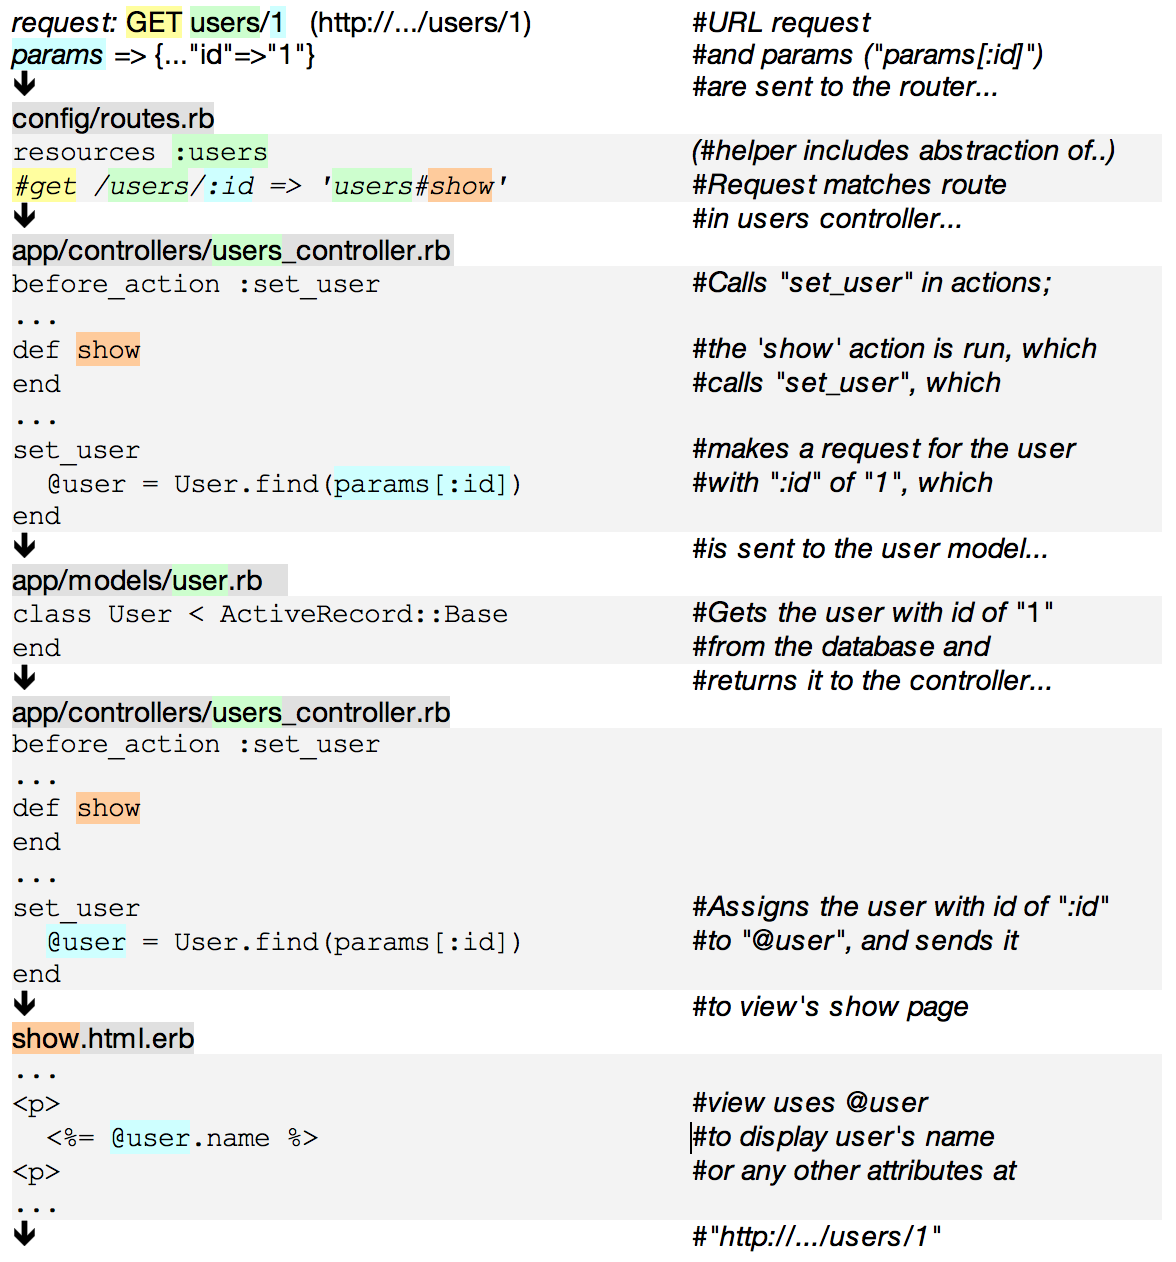 request: GET users/1 (http://.../users/1) #URL request
params => {..."id"=>"1"} #and params ("params[:id]")
#are sent to the router...
config/routes.rb
resources :users (#helper includes abstraction of..)
#get /users/:id => 'users#show' #Request matches route
#in users controller...
app/controllers/users_controller.rb
before_action :set_user #Calls "set_user" in actions;
...
def show #the 'show' action is run, which
end #calls "set_user", which
...
set_user #makes a request for the user
@user = User.find(params[:id]) #with ":id" of "1", which
end
#is sent to the user model...
app/models/user.rb
class User < ActiveRecord::Base #Gets the user with id of "1"
end #from the database and
#returns it to the controller...
app/controllers/users_controller.rb
before_action :set_user
...
def show
end
...
set_user #Assigns the user with id of ":id"
@user = User.find(params[:id]) #to "@user", and sends it
end
#to view's show page
show.html.erb
...
<p> #view uses @user
<%= @user.name %> #to display user's name
<p> #or any other attributes at
...
#"http://.../users/1"